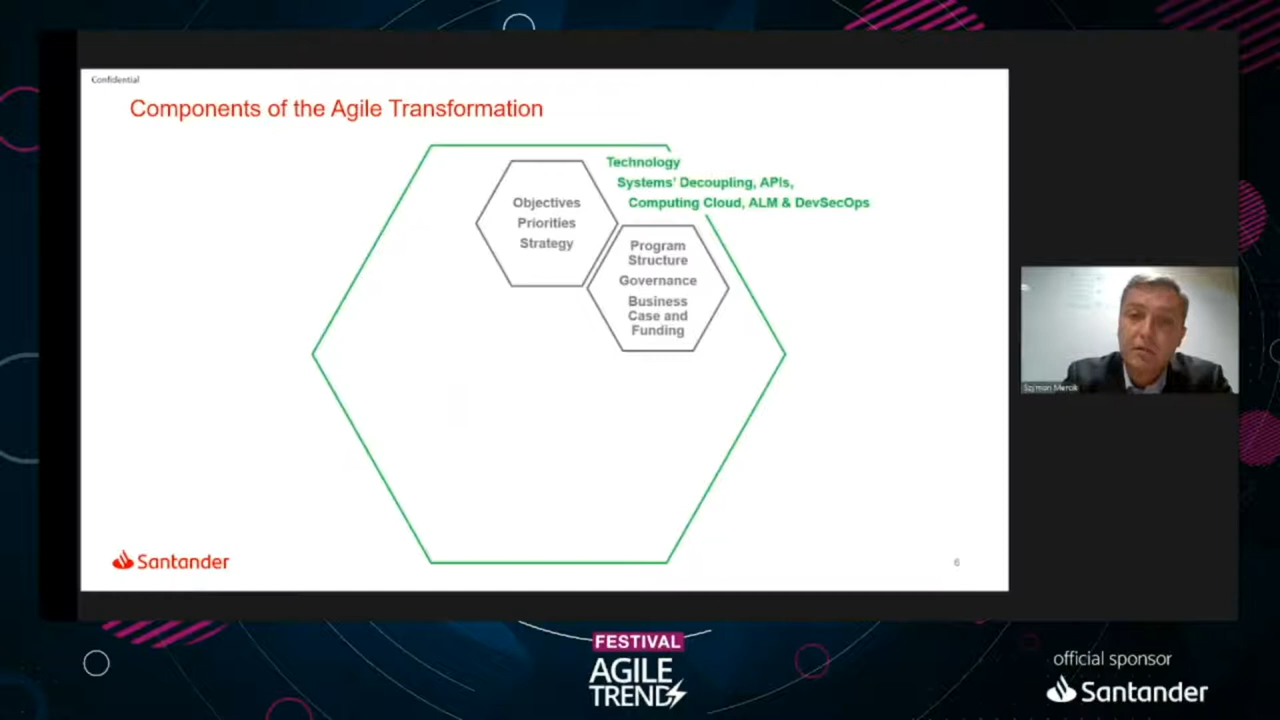 Confidential
Components of the Agile Transformation
Technology
Systems' Decoupling, APIs,
Computing Cloud, ALM & DevSecOps
Objectives
Priorities
Strategy
Program
Structure
Governance
Business
Case and
Funding
Santander
6
FESTIVAL
AGILE
TRENDS
official sponsor
Santander